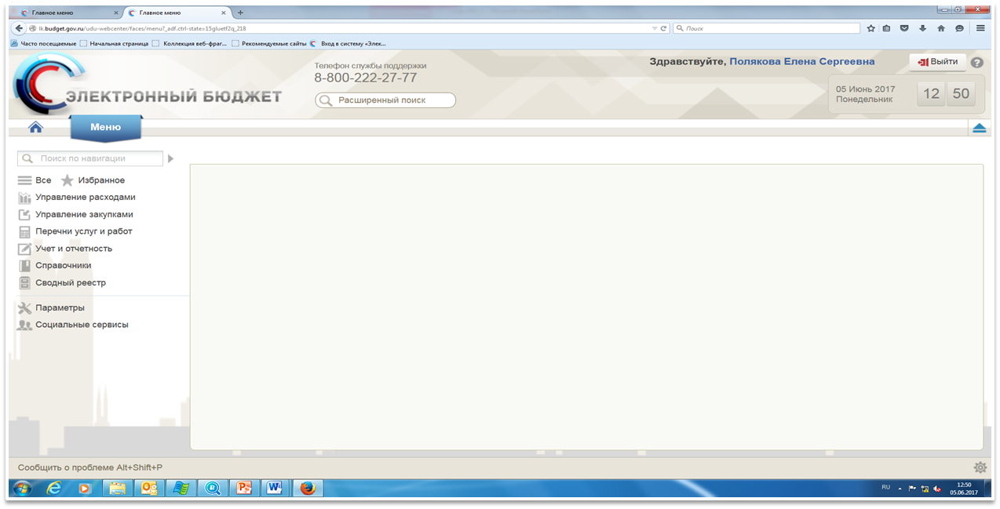 Главное меню
Главное меню
lk.budget.gov.ru/udu-webcenter/faces/menu?_adf.ctrl-state=15gluetf2q_218
Поиск
Часто посещаемые Начальная страница Коллекция веб-фраг... Рекомендуемые сайты Вход в систему «Элек...
ЭЛЕКТРОННЫЙ БЮДЖЕТ
Телефон службы поддержки
8-800-222-27-77
Расширенный поиск
Здравствуйте, Полякова Елена Сергеевна
Выйти
05 Июнь 2017
Понедельник
12 50
Меню
Поиск по навигации
Все Избранное
Управление расходами
Управление закупками
Перечни услуг и работ
Учет и отчетность
Справочники
Сводный реестр
Параметры
Социальные сервисы
Сообщить о проблеме Alt+Shift+P
RU
12:50
05.06.2017